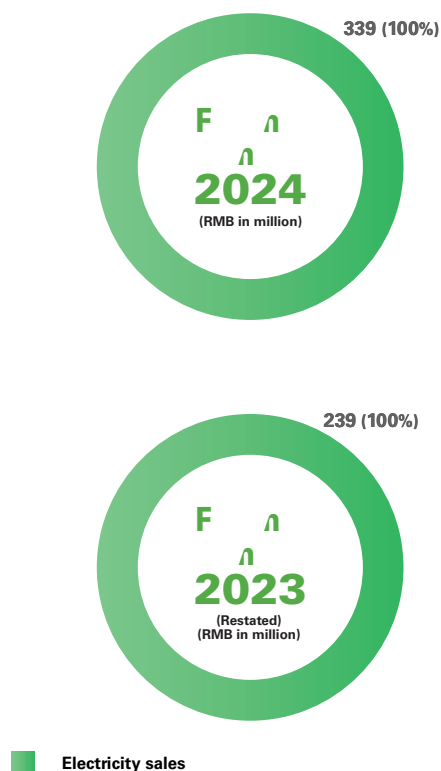 339 (100%)
2024
(RMB in million)
239 (100%)
2023
(Restated)
(RMB in million)
Electricity sales